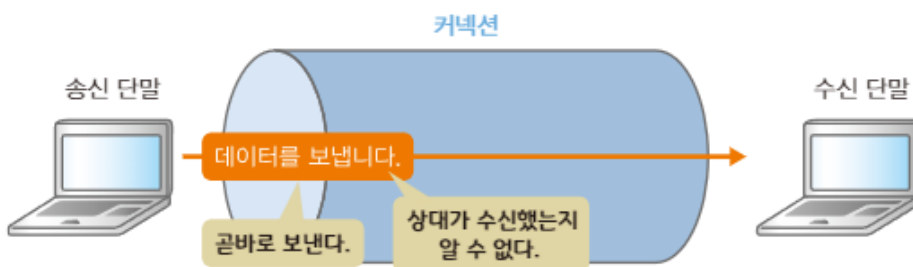 커넥션
송신 단말
수신 단말
데이터를 보냅니다.
곧바로 보낸다.
상대가 수신했는지
알 수 없다.